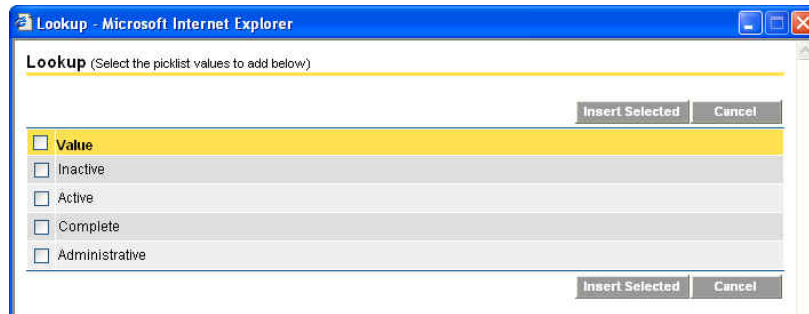 Lookup - Microsoft Internet Explorer
Lookup (Select the picklist values to add below)
Insert Selected Cancel
Value
Inactive
Active
Complete
Administrative
Insert Selected Cancel